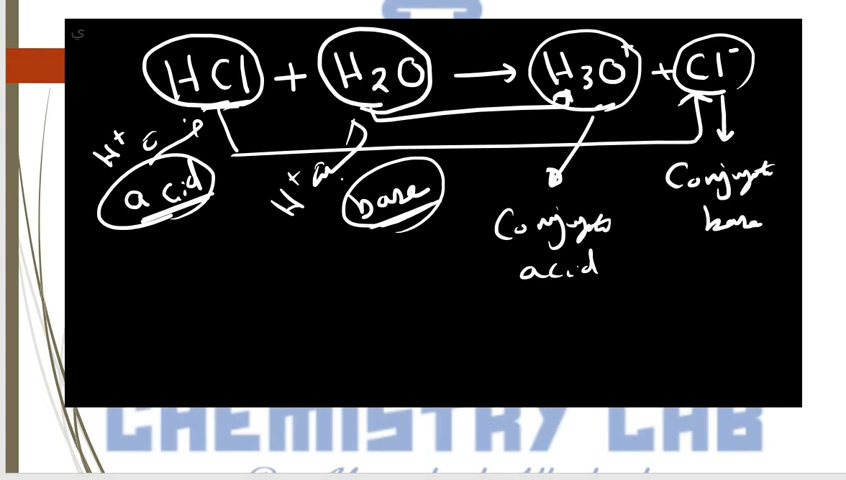 ي
HCl + H2O → H3O+ + Cl-
H+
acid
H+
base
Conjugate
acid
Conjugate
base
CHEMISTRY LAB